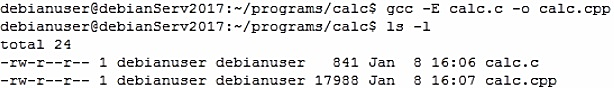 debianuser@debianServ2017:~/programs/calc$ gcc -E calc.c -o calc.cpp
debianuser@debianServ2017:~/programs/calc$ ls -l
total 24
-rw-r--r-- 1 debianuser debianuser   841 Jan  8 16:06 calc.c
-rw-r--r-- 1 debianuser debianuser 17988 Jan  8 16:07 calc.cpp